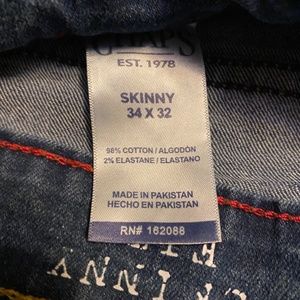 CHAPS
EST. 1978
SKINNY
34 X 32
98% COTTON / ALGODÓN
2% ELASTANE / ELASTANO
MADE IN PAKISTAN
HECHO EN PAKISTAN
RN# 162088
SKINNY